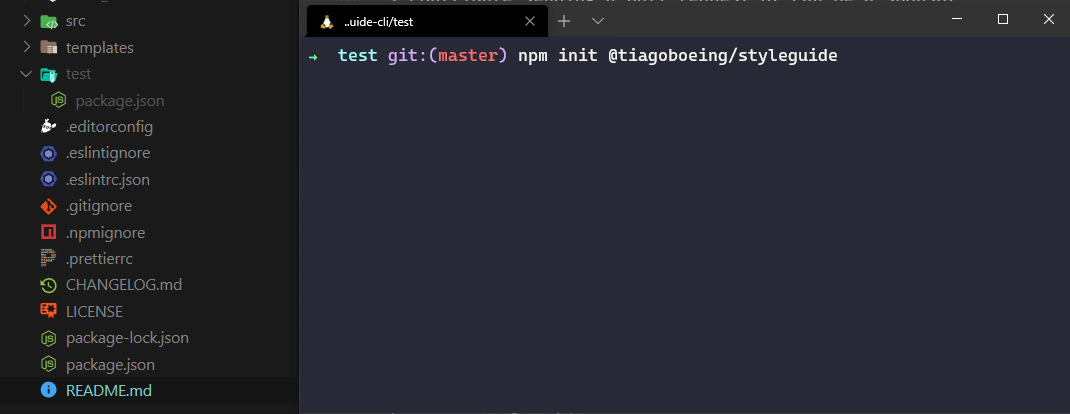 src
templates
test
package.json
.editorconfig
.eslintignore
.eslintrc.json
.gitignore
.npmignore
.prettierrc
CHANGELOG.md
LICENSE
package-lock.json
package.json
README.md
..uide-cli/test
→ test git:(master) npm init @tiagoboeing/styleguide